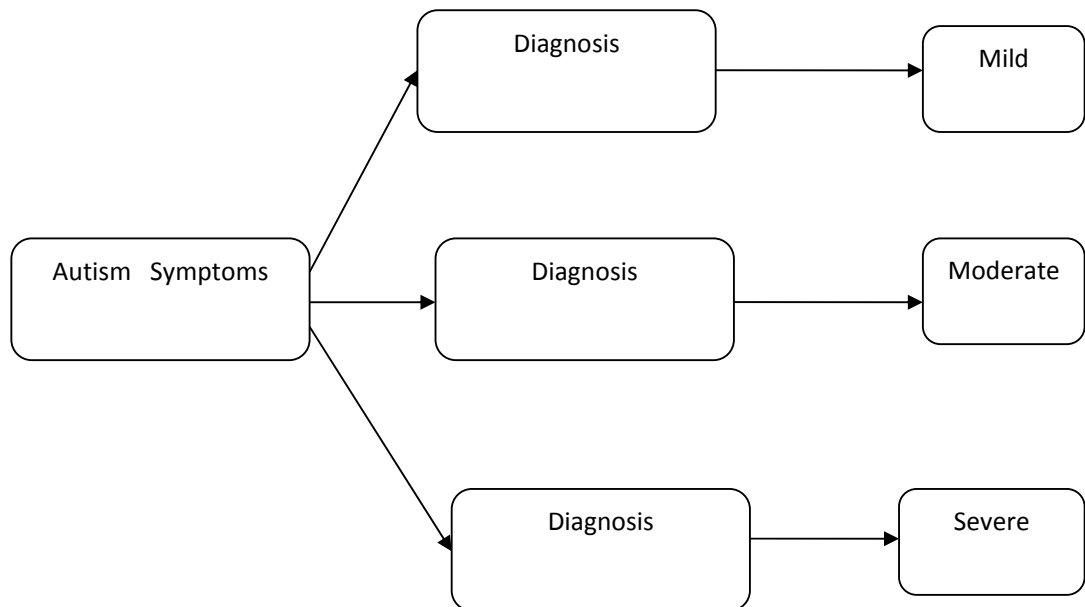 Diagnosis
Mild
Autism Symptoms
Diagnosis
Moderate
Diagnosis
Severe